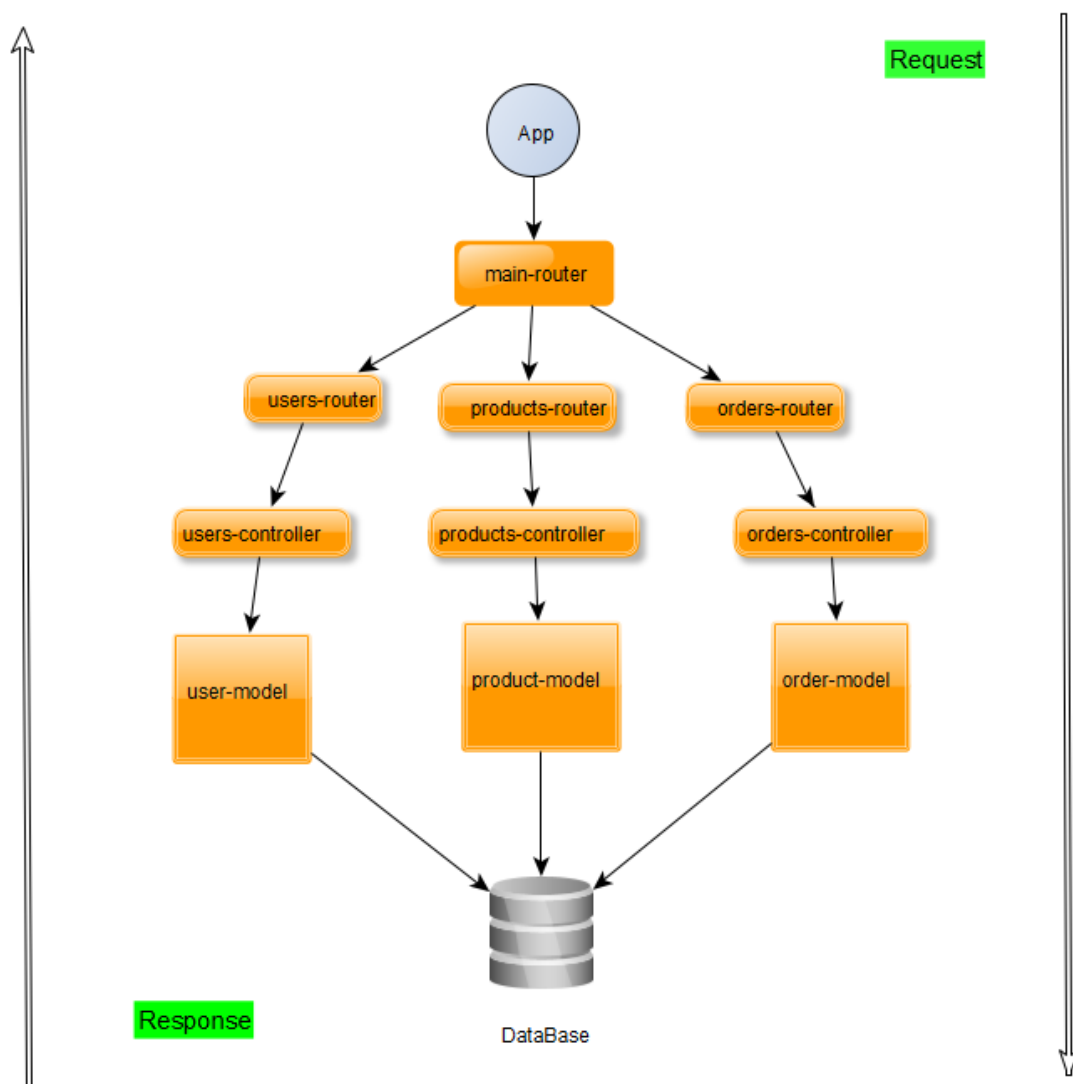 Request
App
main-router
users-router
products-router
orders-router
users-controller
products-controller
orders-controller
user-model
product-model
order-model
Response
DataBase